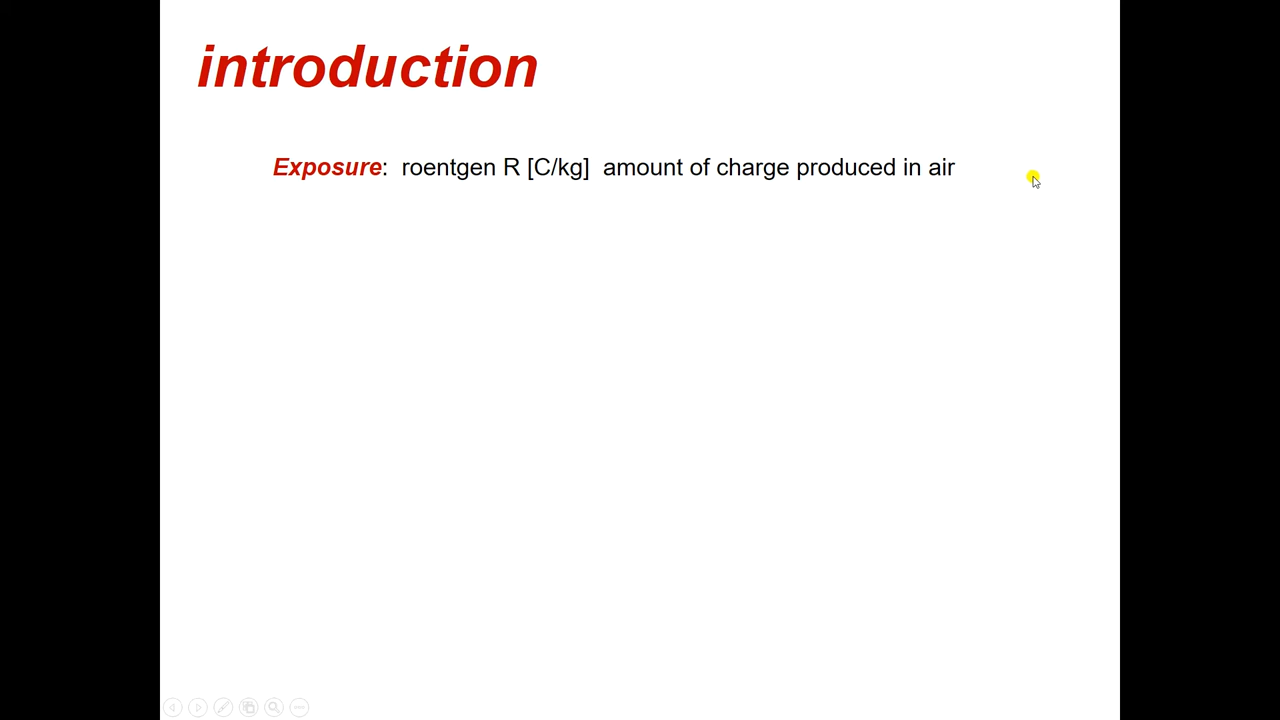 introduction
Exposure: roentgen R [C/kg] amount of charge produced in air